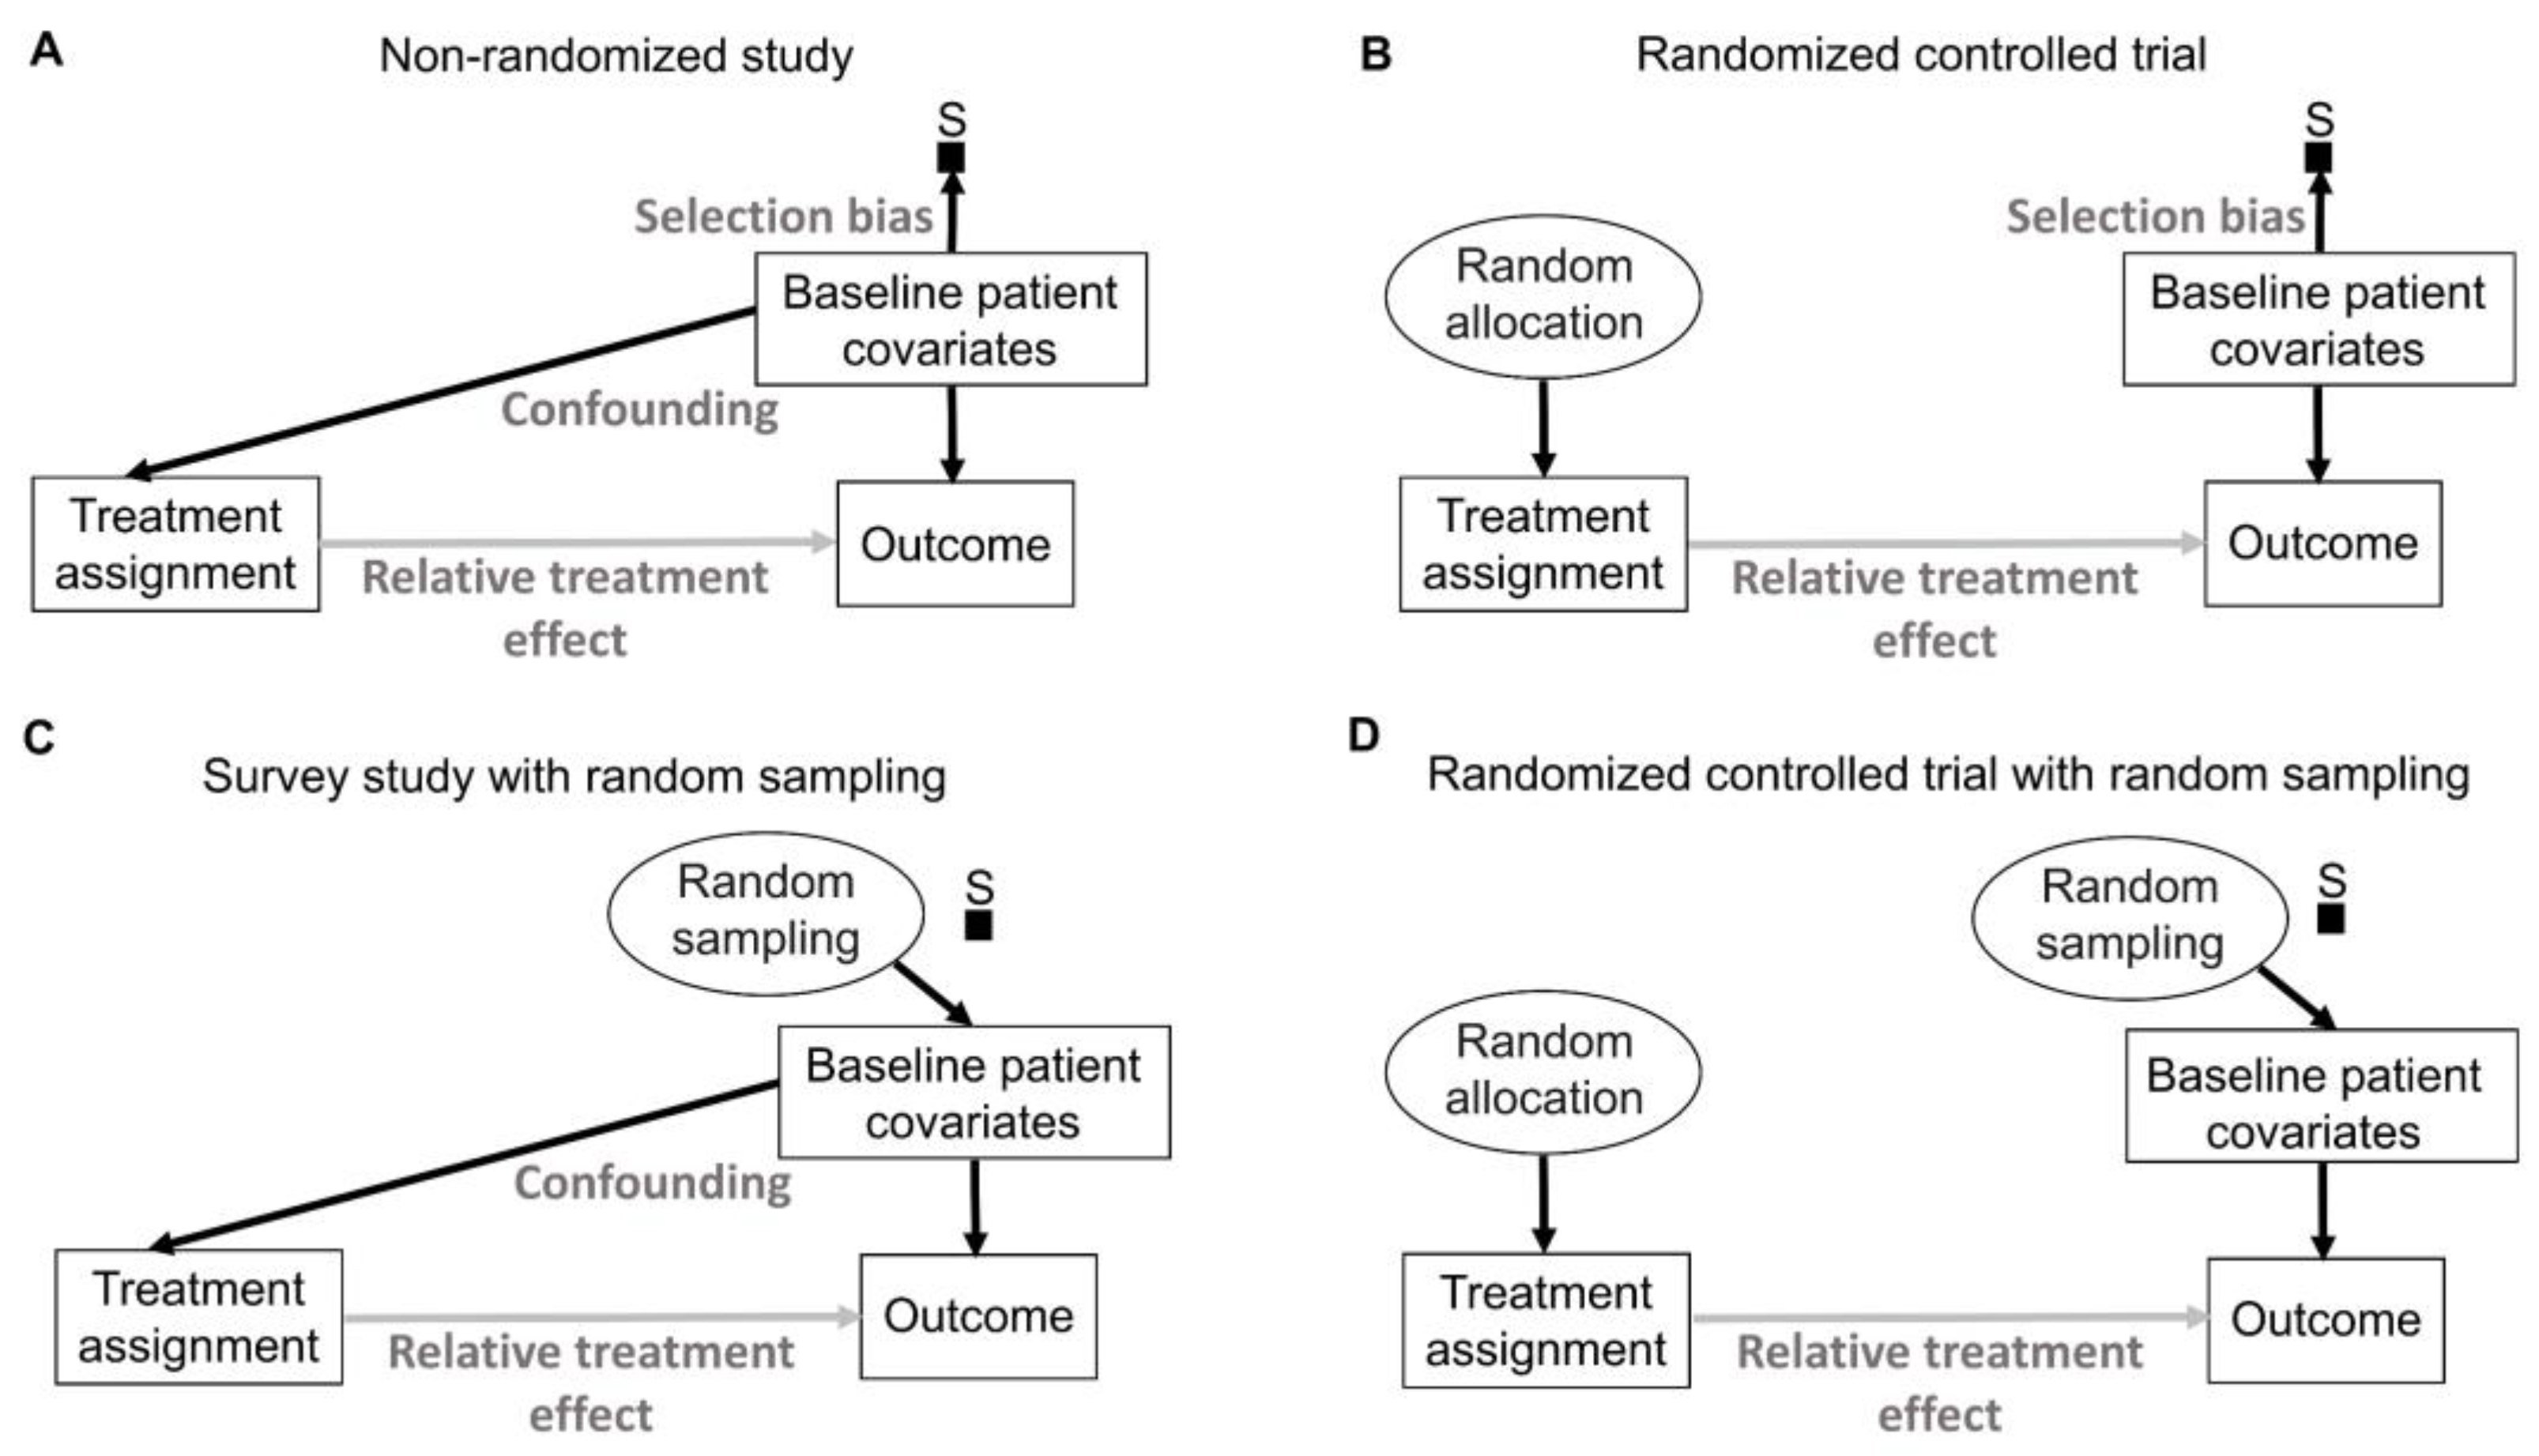 A
Non-randomized study
S
Selection bias
Baseline patient
covariates
Confounding
Treatment
assignment
Relative treatment
effect
Outcome
B
Randomized controlled trial
S
Selection bias
Random
allocation
Baseline patient
covariates
Treatment
assignment
Relative treatment
effect
Outcome
C
Survey study with random sampling
Random
sampling
S
Baseline patient
covariates
Confounding
Treatment
assignment
Relative treatment
effect
Outcome
D
Randomized controlled trial with random sampling
Random
sampling
S
Random
allocation
Baseline patient
covariates
Treatment
assignment
Relative treatment
effect
Outcome